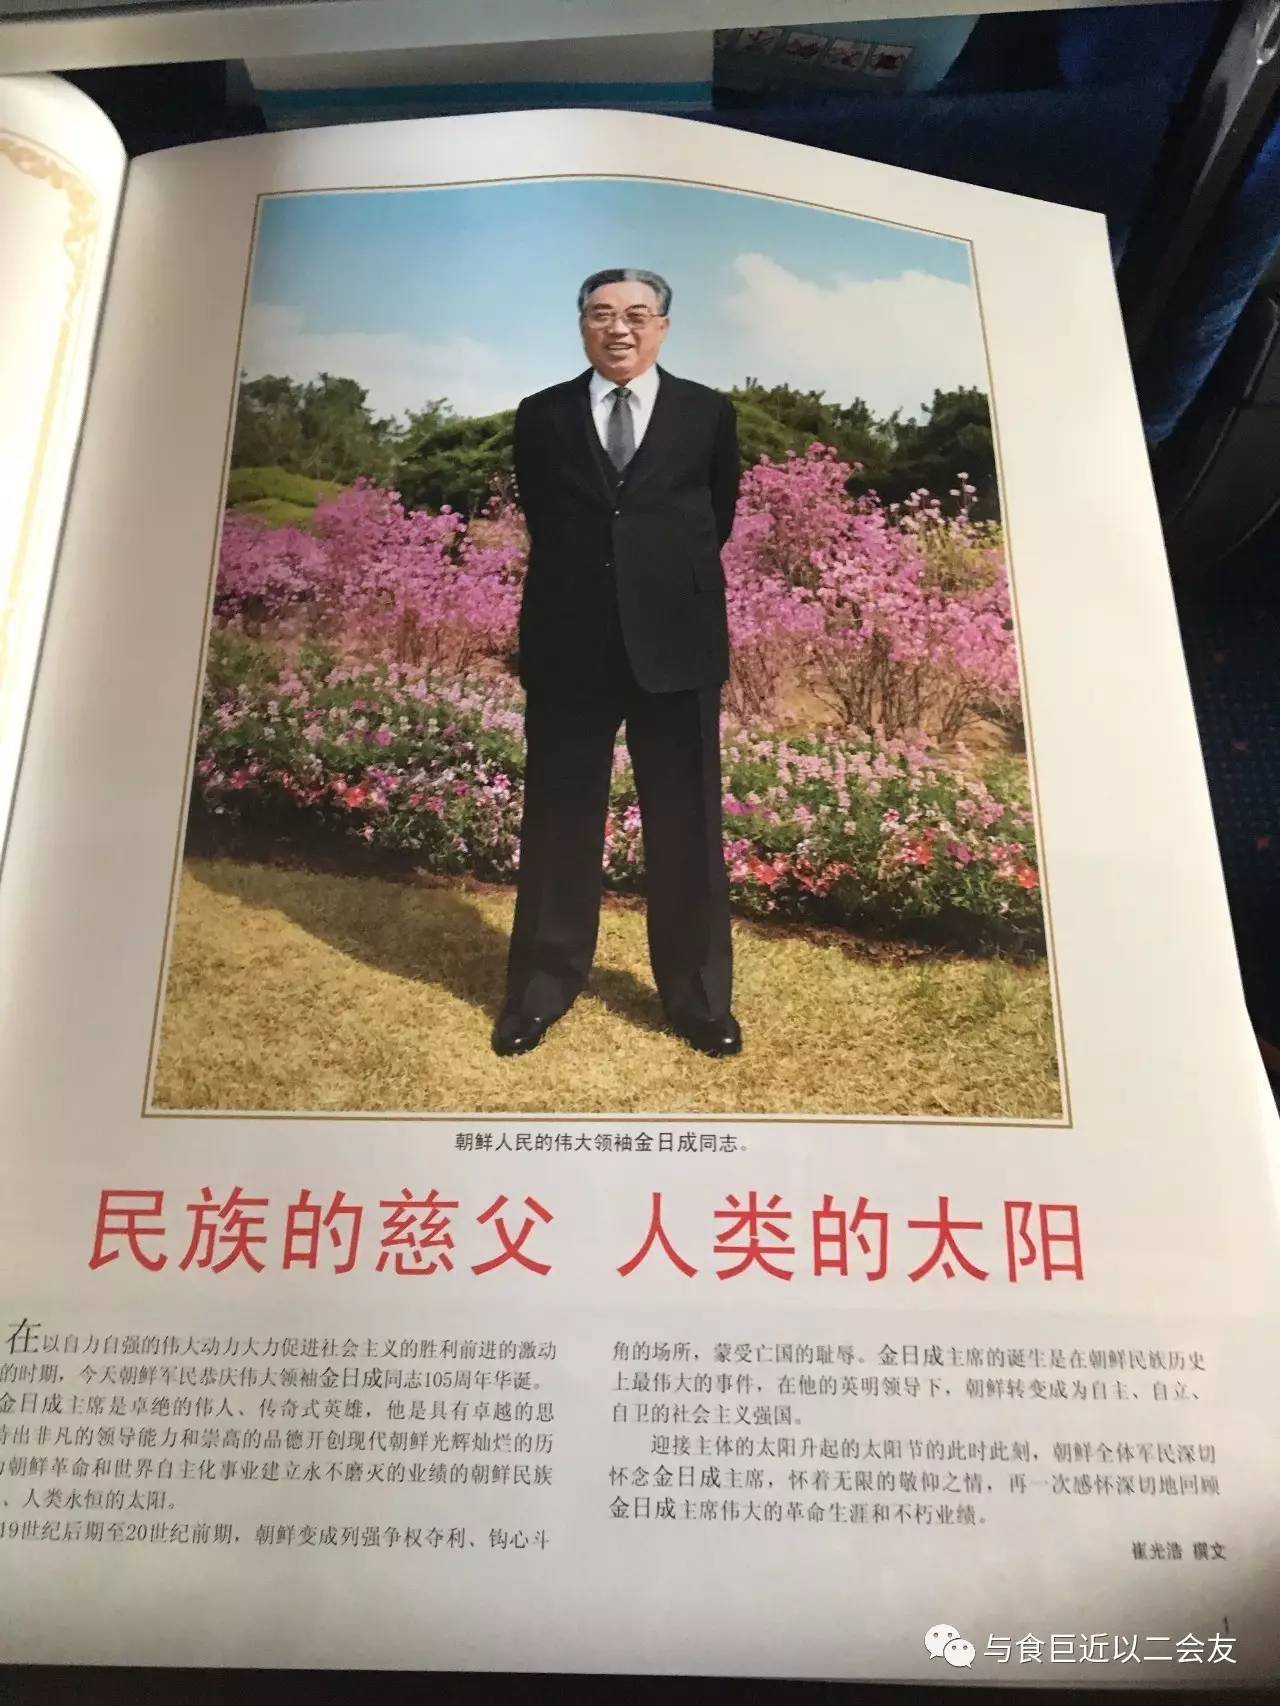 朝鲜人民的伟大领袖金日成同志。
民族的慈父 人类的太阳
在以自力自强的伟大动力大力促进社会主义的胜利前进的激动
的时期，今天朝鲜军民恭庆伟大领袖金日成同志105周年华诞。
金日成主席是卓绝的伟人、传奇式英雄，他是具有卓越的思
出非凡的领导能力和崇高的品德开创现代朝鲜光辉灿烂的历
朝鲜革命和世界自主化事业建立永不磨灭的业绩的朝鲜民族
、人类永恒的太阳。
19世纪后期至20世纪前期，朝鲜变成列强争权夺利、钩心斗
角的场所，蒙受亡国的耻辱。金日成主席的诞生是在朝鲜民族历史
上最伟大的事件，在他的英明领导下，朝鲜转变成为自主、自立、
自卫的社会主义强国。
迎接主体的太阳升起的太阳节的此时此刻，朝鲜全体军民深切
怀念金日成主席，怀着无限的敬仰之情，再一次感怀深切地回顾
金日成主席伟大的革命生涯和不朽业绩。
崔光浩 撰文
1
与食巨近以二会友